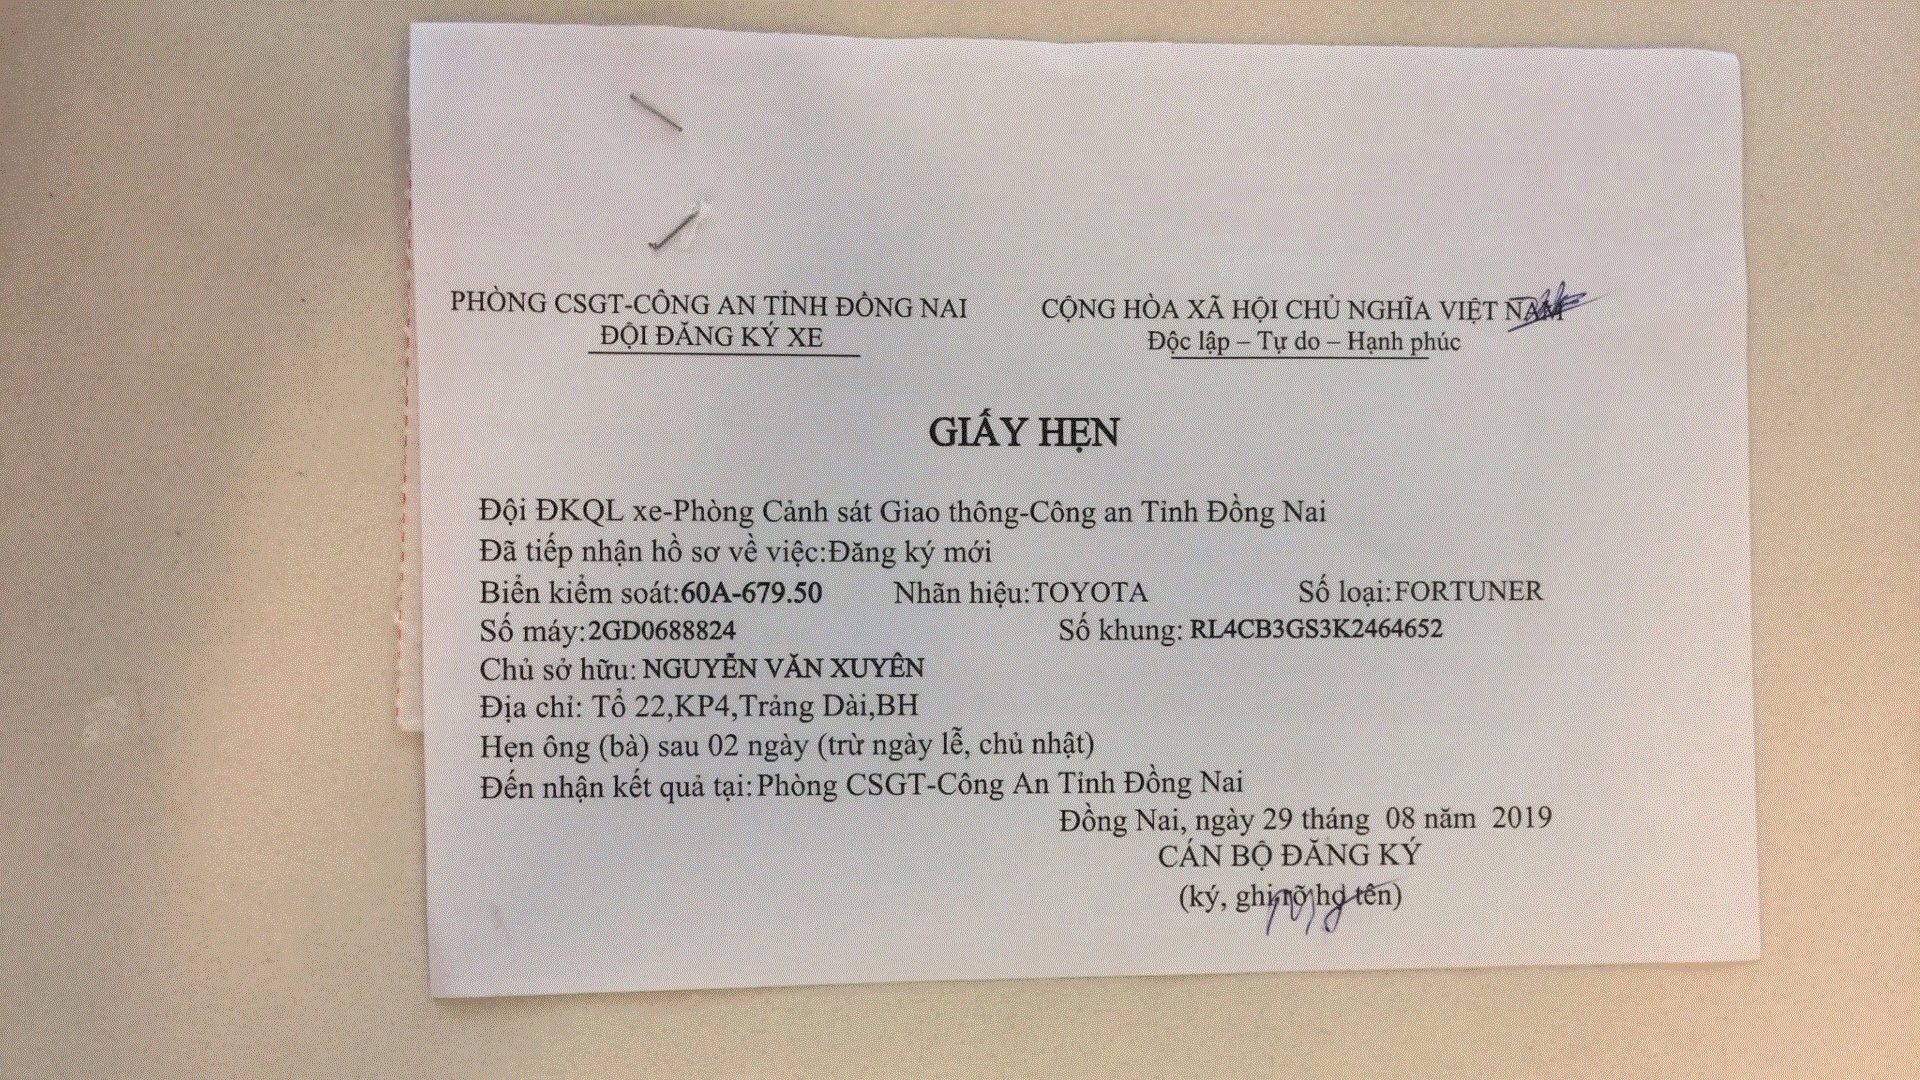 PHÒNG CSGT-CÔNG AN TỈNH ĐỒNG NAI
ĐỘI ĐĂNG KÝ XE
CỘNG HÒA XÃ HỘI CHỦ NGHĨA VIỆT NAM
Độc lập – Tự do – Hạnh phúc
GIẤY HẸN
Đội ĐKQL xe-Phòng Cảnh sát Giao thông-Công an Tỉnh Đồng Nai
Đã tiếp nhận hồ sơ về việc:Đăng ký mới
Biển kiểm soát:60A-679.50 Nhãn hiệu:TOYOTA Số loại:FORTUNER
Số máy:2GD0688824 Số khung: RL4CB3GS3K2464652
Chủ sở hữu: NGUYỄN VĂN XUYÊN
Địa chỉ: Tổ 22,KP4,Trảng Dài,BH
Hẹn ông (bà) sau 02 ngày (trừ ngày lễ, chủ nhật)
Đến nhận kết quả tại:Phòng CSGT-Công An Tỉnh Đồng Nai
Đồng Nai, ngày 29 tháng 08 năm 2019
CÁN BỘ ĐĂNG KÝ
(ký, ghi rõ họ tên)